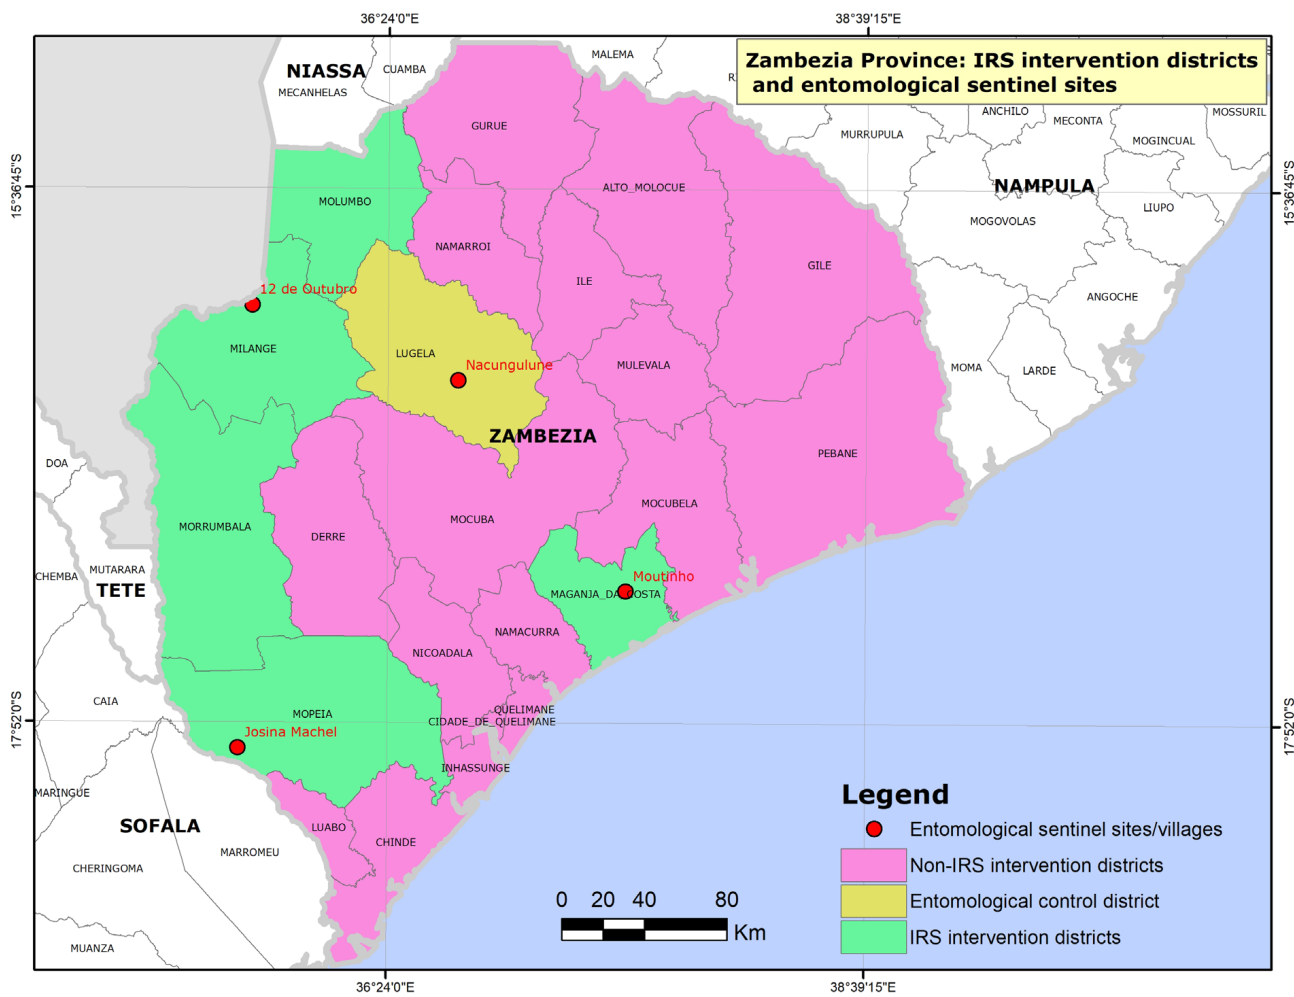 36°24'0"E
38°39'15"E
Zambezia Province: IRS intervention districts
and entomological sentinel sites
NIASSA
CUAMBA
MECANHELAS
MALEMA
ANCHILO
MECONTA
MOSSURIL
GURUE
MURRUPULA
MOGINCUAL
15°36'45"S
15°36'45"S
ALTO_MOLOCUE
NAMPULA
MOLUMBO
MOGOVOLAS
LIUPO
NAMARROI
GILE
ILE
12 de Outubro
ANGOCHE
MILANGE
LUGELA
Nacungulune
MULEVALA
MOMA
LARDE
ZAMBEZIA
PEBANE
DOA
MOCUBELA
MORRUMBALA
MOCUBA
DERRE
MUTARARA
CHEMBA
TETE
Moutinho
MAGANJA_DA_COSTA
NAMACURRA
NICOADALA
CAIA
MOPEIA
QUELIMANE
CIDADE_DE_QUELIMANE
17°52'0"S
17°52'0"S
Josina Machel
INHASSUNGE
MARINGUE
SOFALA
LUABO
CHINDE
MARROMEU
CHERINGOMA
MUANZA
Legend
Entomological sentinel sites/villages
Non-IRS intervention districts
Entomological control district
IRS intervention districts
0 20 40 80
Km
36°24'0"E
38°39'15"E